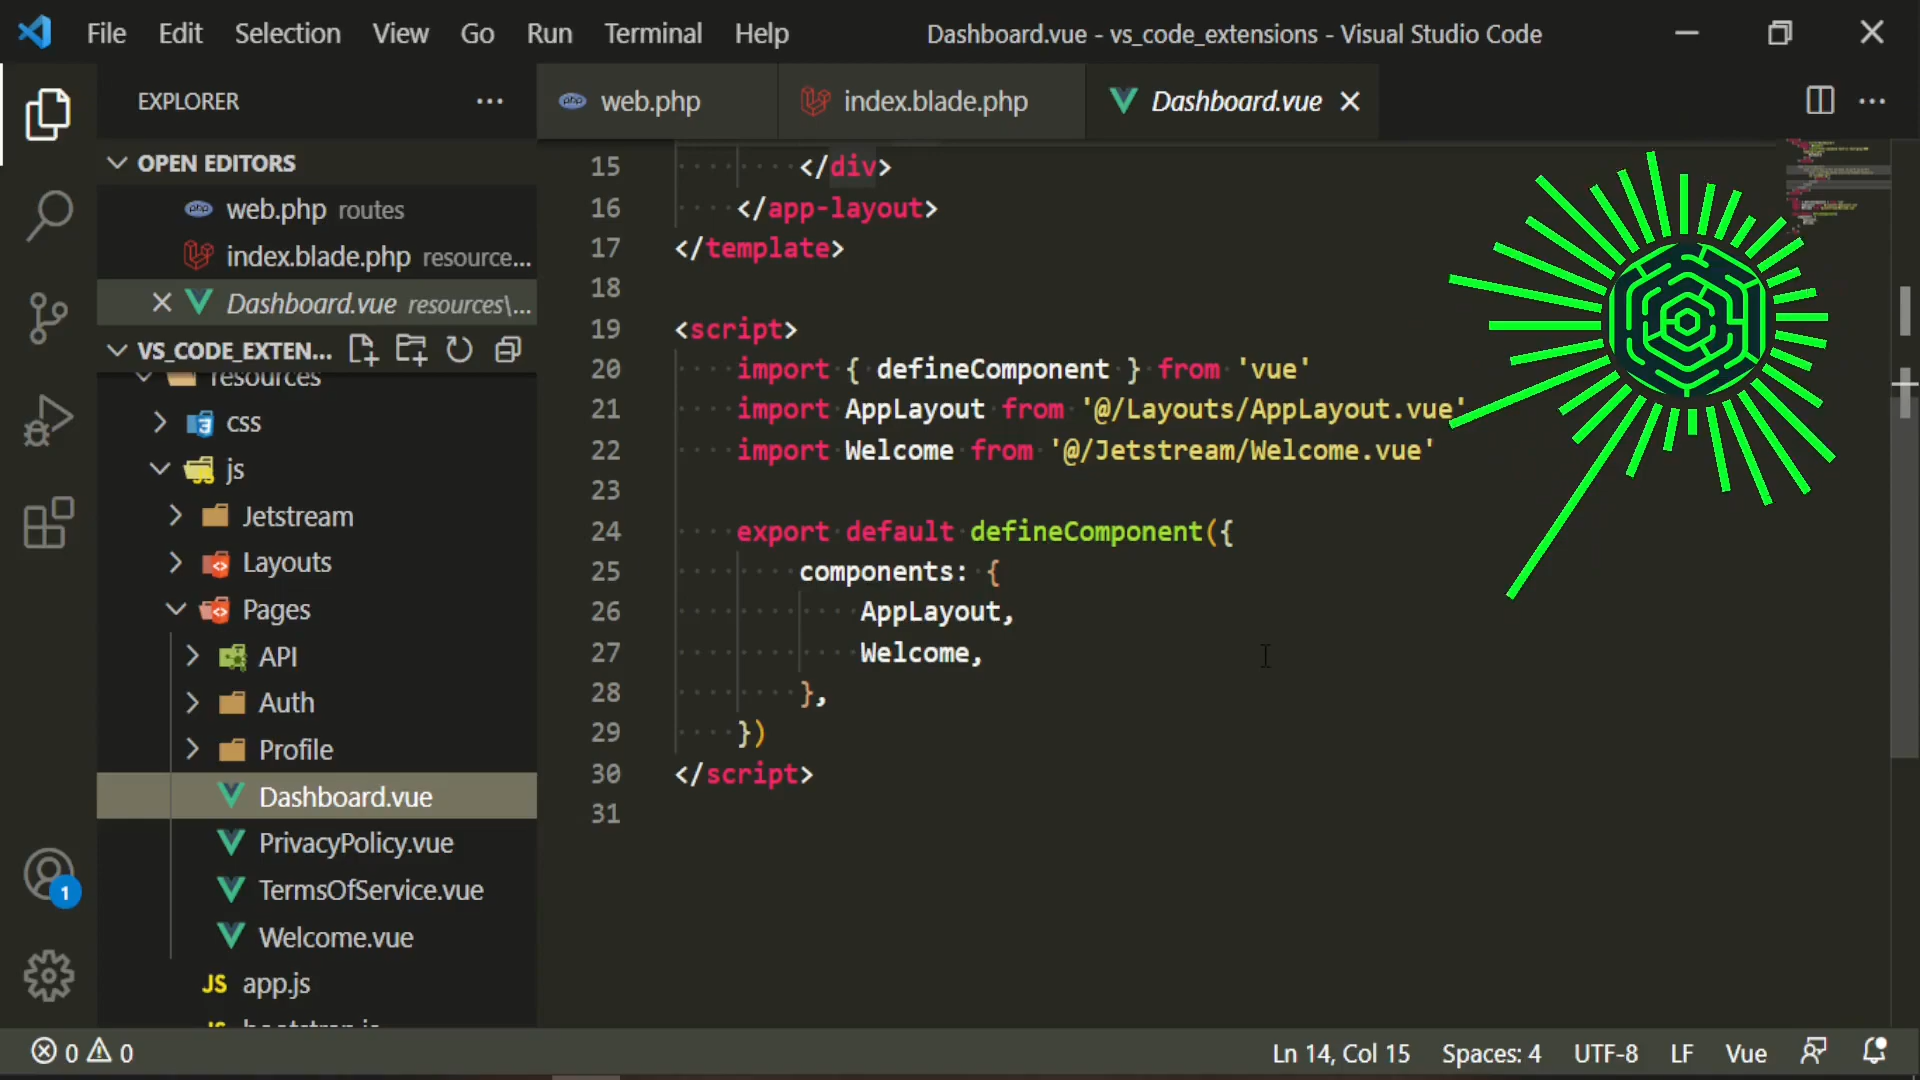 File Edit Selection View Go Run Terminal Help Dashboard.vue - vs_code_extensions - Visual Studio Code
EXPLORER
web.php index.blade.php Dashboard.vue
OPEN EDITORS
web.php routes
index.blade.php resource...
Dashboard.vue resources\...
VS_CODE_EXTEN...
resources
css
js
Jetstream
Layouts
Pages
API
Auth
Profile
Dashboard.vue
PrivacyPolicy.vue
TermsOfService.vue
Welcome.vue
JS app.js
15 </div>
16 </app-layout>
17 </template>
18
19 <script>
20 import { defineComponent } from 'vue'
21 import AppLayout from '@/Layouts/AppLayout.vue'
22 import Welcome from '@/Jetstream/Welcome.vue'
23
24 export default defineComponent({
25 components: {
26 AppLayout,
27 Welcome,
28 },
29 })
30 </script>
31
1
0 0 Ln 14, Col 15 Spaces: 4 UTF-8 LF Vue